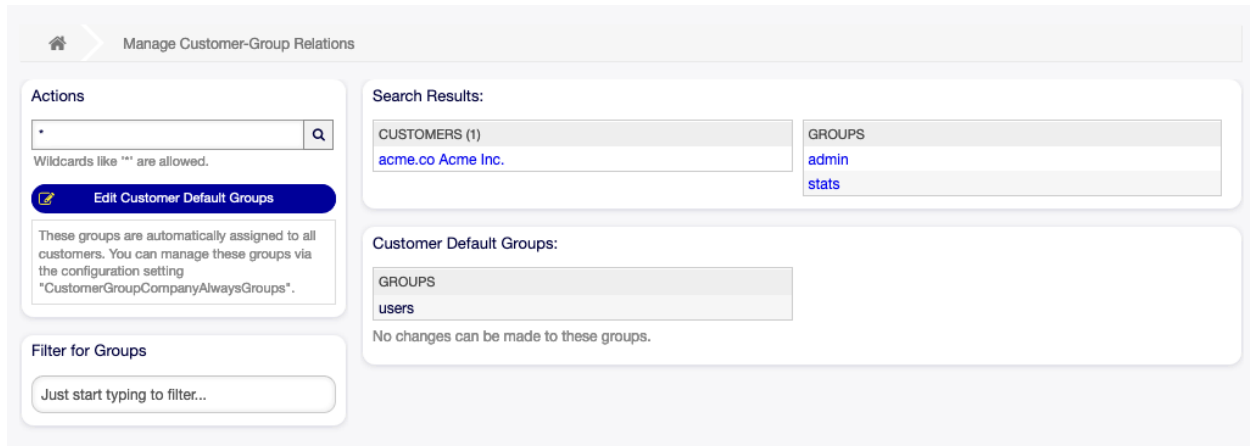 Manage Customer-Group Relations
Actions
*
Wildcards like '*' are allowed.
Edit Customer Default Groups
These groups are automatically assigned to all
customers. You can manage these groups via
the configuration setting
"CustomerGroupCompanyAlwaysGroups".
Filter for Groups
Just start typing to filter...
Search Results:
CUSTOMERS (1)
acme.co Acme Inc.
GROUPS
admin
stats
Customer Default Groups:
GROUPS
users
No changes can be made to these groups.